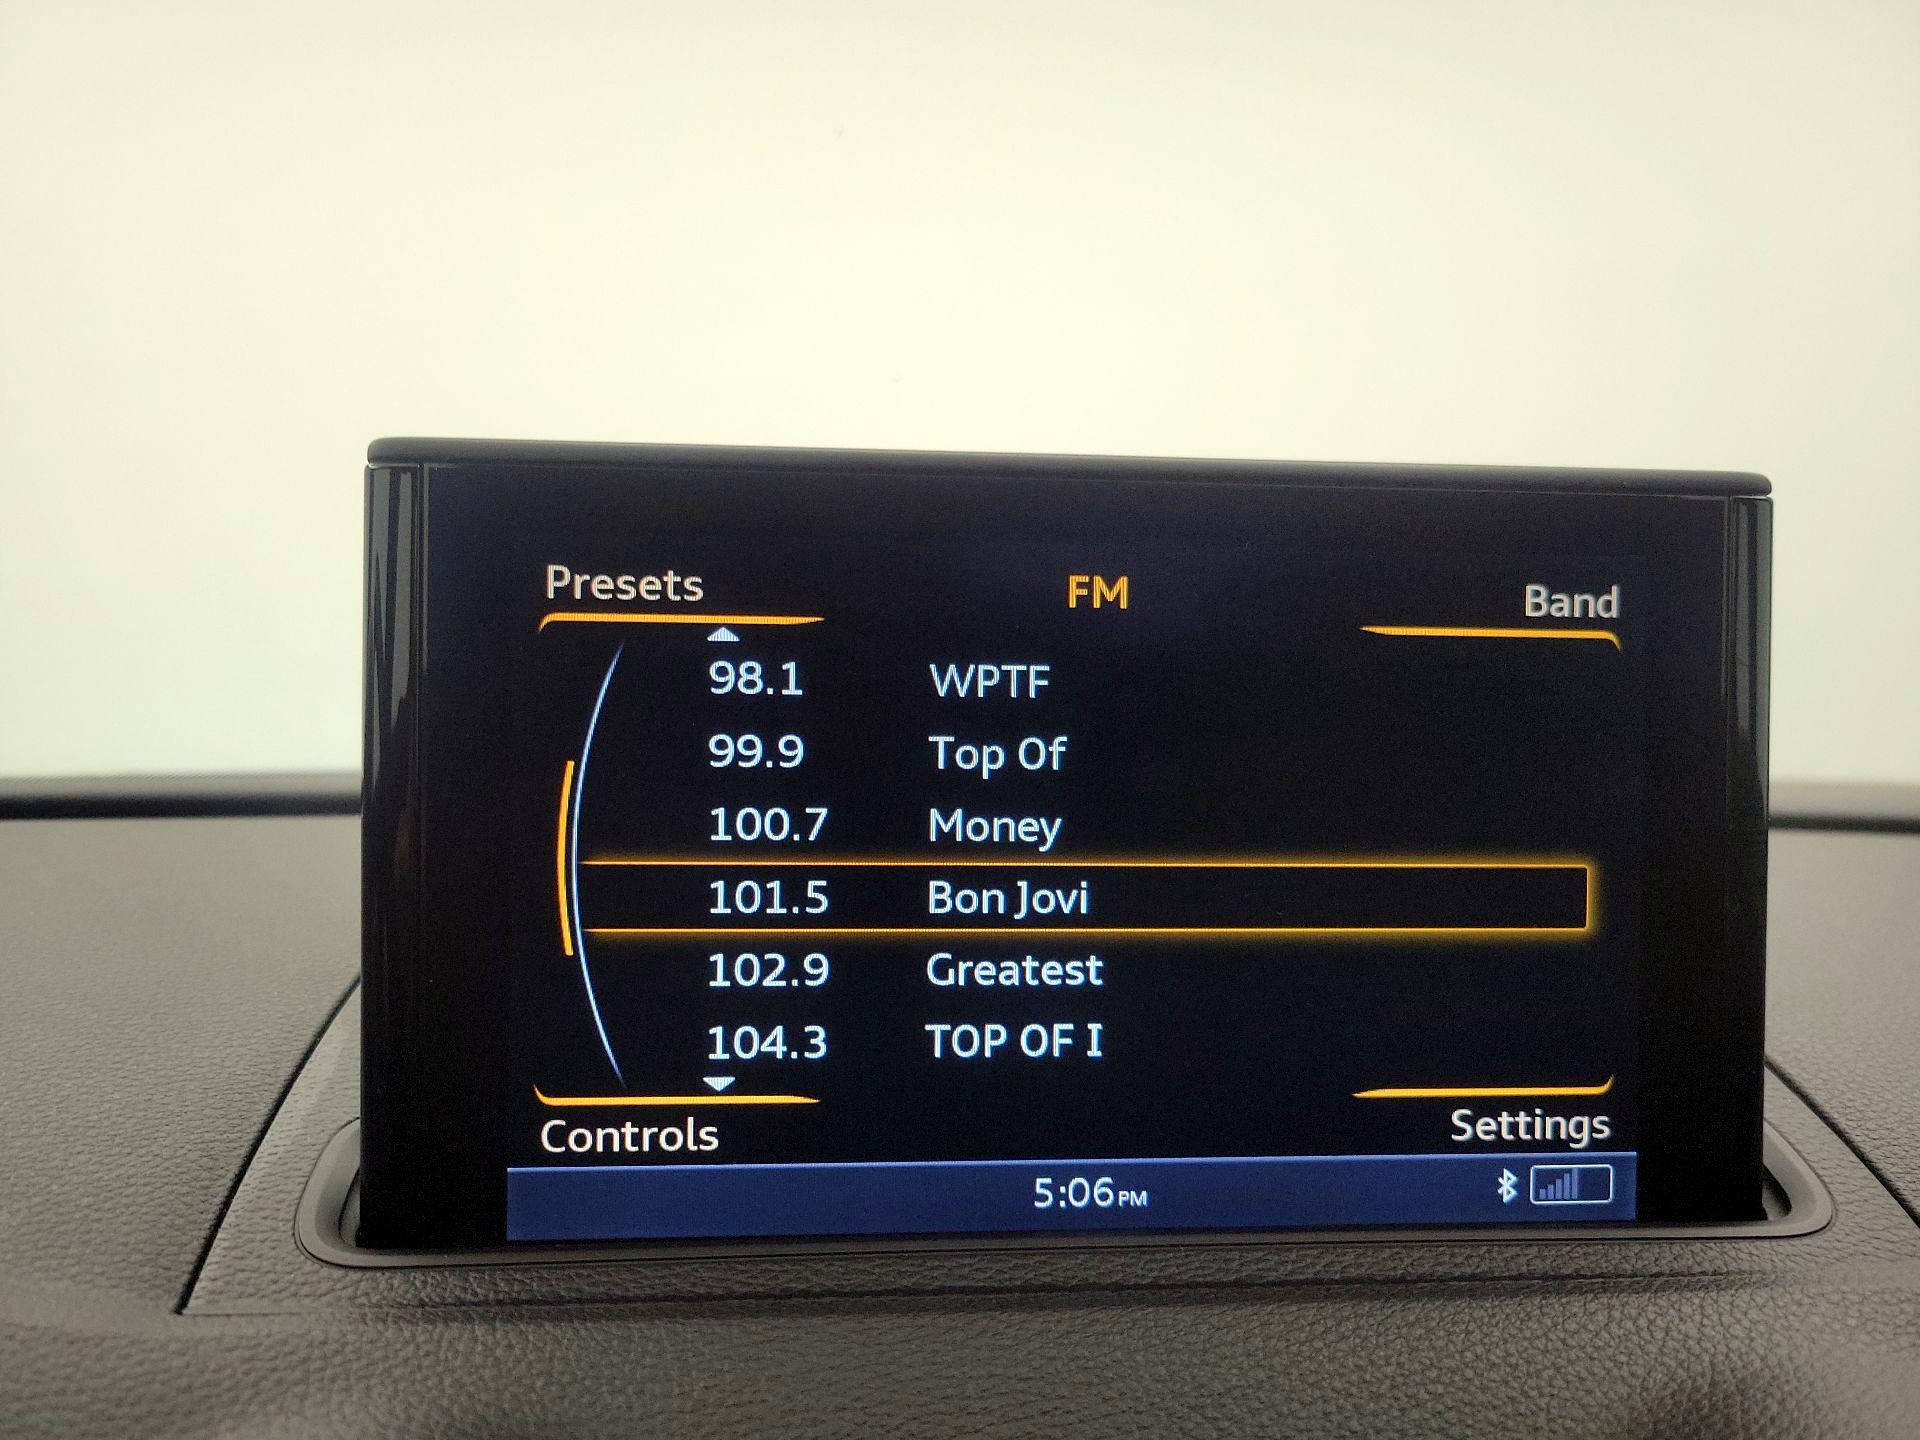 Presets FM Band
98.1 WPTF
99.9 Top Of
100.7 Money
101.5 Bon Jovi
102.9 Greatest
104.3 TOP OF I
Controls Settings
5:06PM